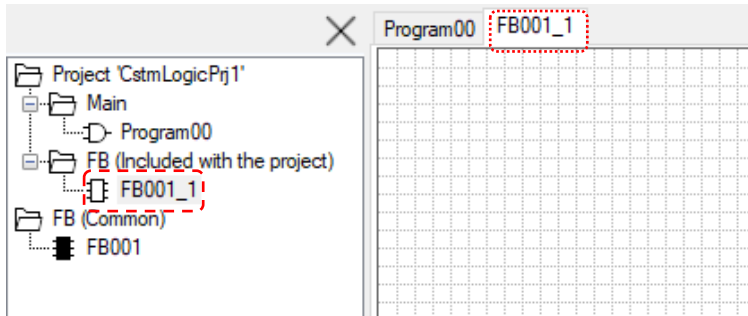 Program00 FB001_1
Project 'CstmLogicPrj1'
Main
Program00
FB (Included with the project)
FB001_1
FB (Common)
FB001